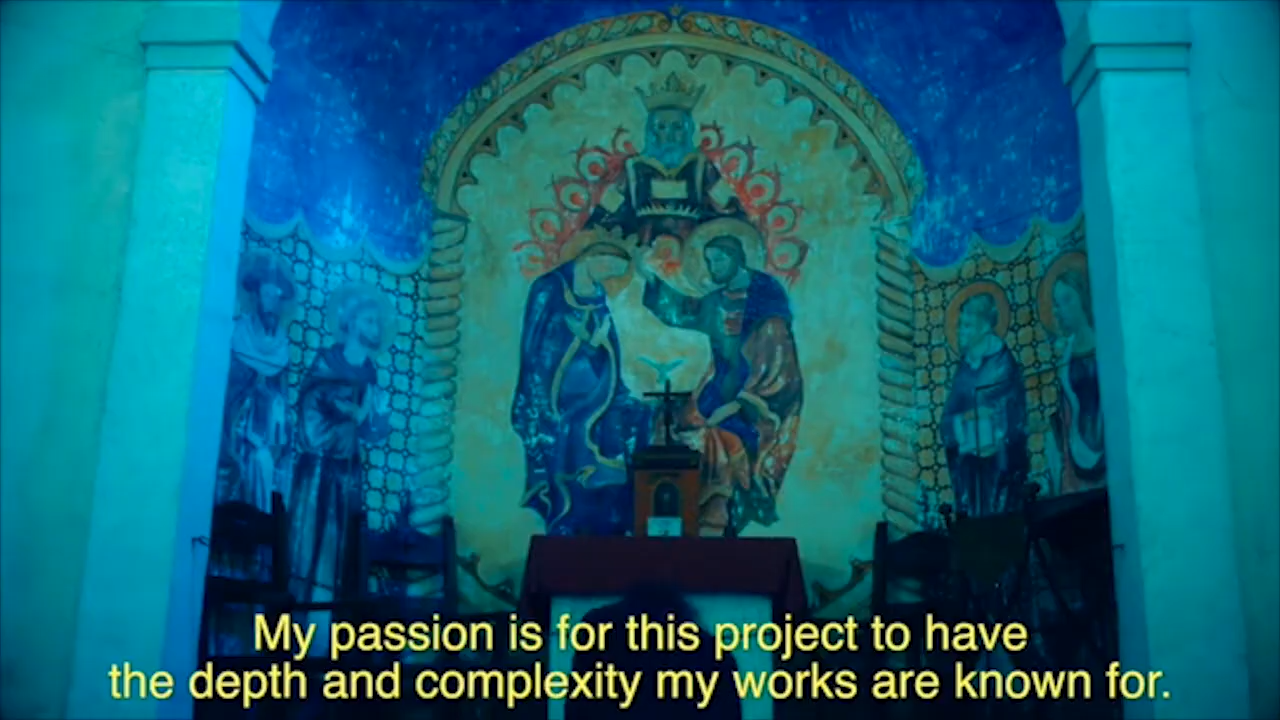 My passion is for this project to have
the depth and complexity my works are known for.